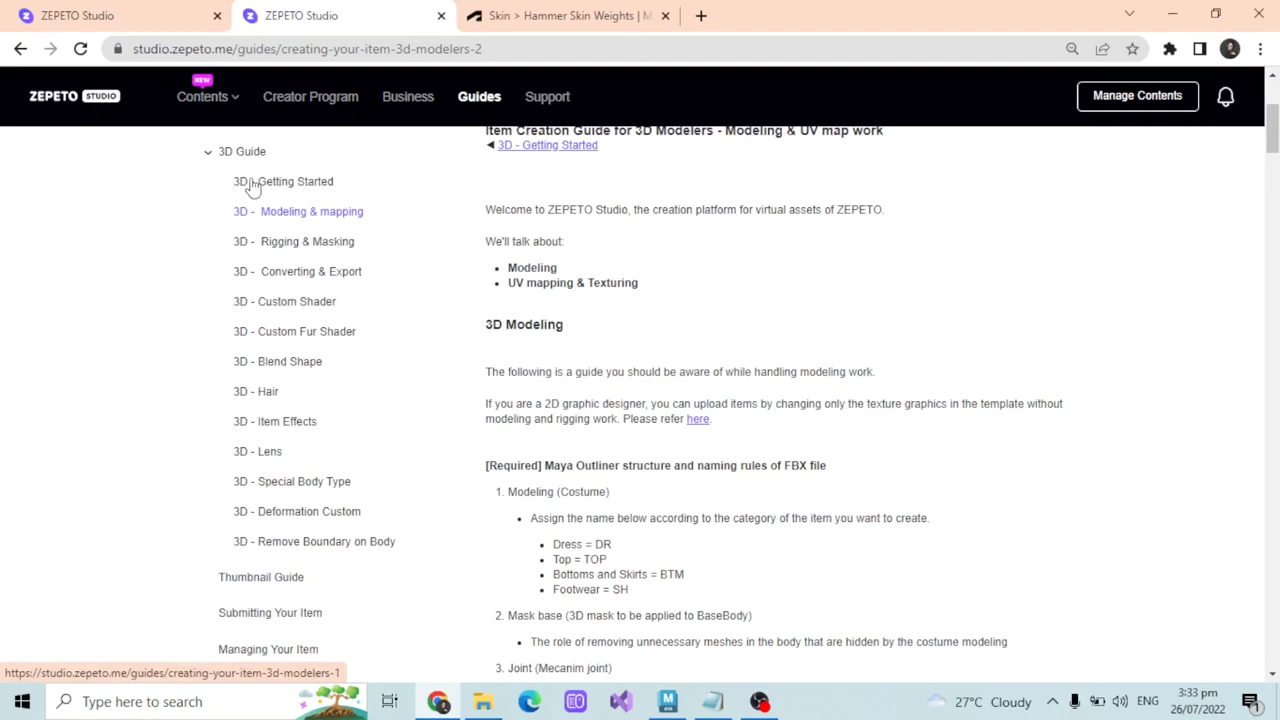 ZEPETO Studio
ZEPETO Studio
Skin > Hammer Skin Weights | M
studio.zepeto.me/guides/creating-your-item-3d-modelers-2
ZEPETO STUDIO
NEW
Contents
Creator Program
Business
Guides
Support
Manage Contents
3D Guide
3D - Getting Started
3D - Modeling & mapping
3D - Rigging & Masking
3D - Converting & Export
3D - Custom Shader
3D - Custom Fur Shader
3D - Blend Shape
3D - Hair
3D - Item Effects
3D - Lens
3D - Special Body Type
3D - Deformation Custom
3D - Remove Boundary on Body
Thumbnail Guide
Submitting Your Item
Managing Your Item
Item Creation Guide for 3D Modelers - Modeling & UV map work
◀ 3D - Getting Started
Welcome to ZEPETO Studio, the creation platform for virtual assets of ZEPETO.
We'll talk about:
• Modeling
• UV mapping & Texturing
3D Modeling
The following is a guide you should be aware of while handling modeling work.
If you are a 2D graphic designer, you can upload items by changing only the texture graphics in the template without
modeling and rigging work. Please refer here.
[Required] Maya Outliner structure and naming rules of FBX file
1. Modeling (Costume)
• Assign the name below according to the category of the item you want to create.
• Dress = DR
• Top = TOP
• Bottoms and Skirts = BTM
• Footwear = SH
2. Mask base (3D mask to be applied to BaseBody)
• The role of removing unnecessary meshes in the body that are hidden by the costume modeling
3. Joint (Mecanim joint)
https://studio.zepeto.me/guides/creating-your-item-3d-modelers-1
Type here to search
27°C Cloudy
ENG
3:33 pm
26/07/2022